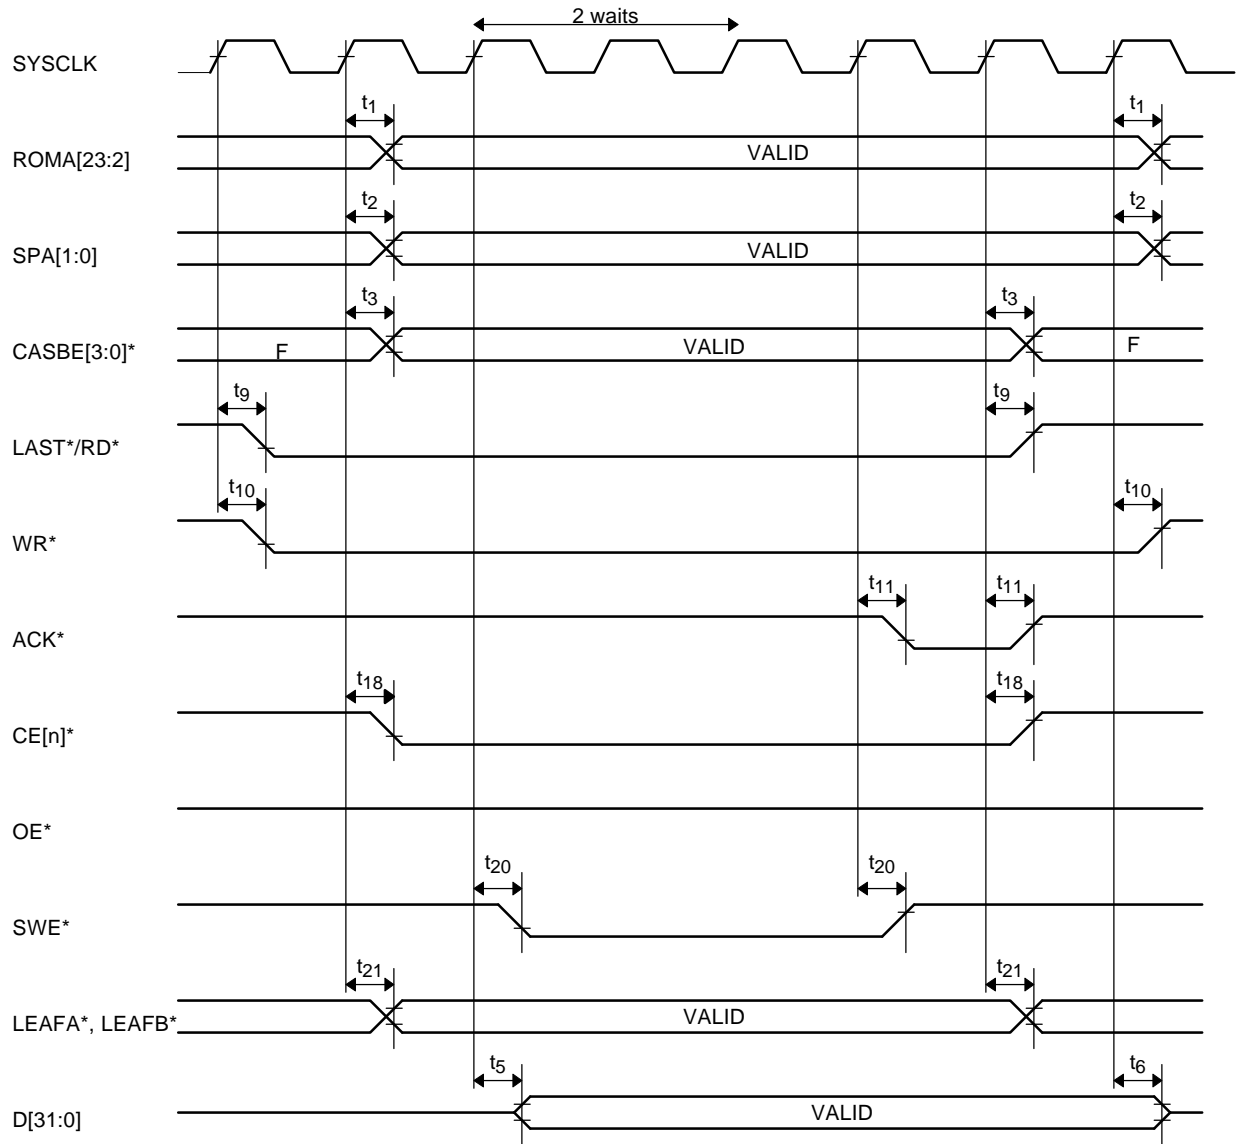 2 waits
SYSCLK
t1 t1
ROMA[23:2] VALID
t2 t2
SPA[1:0] VALID
t3 t3
CASBE[3:0]* F VALID F
t9 t9
LAST*/RD*
t10 t10
WR*
t11 t11
ACK*
t18 t18
CE[n]*
OE*
t20 t20
SWE*
t21 t21
LEAFA*, LEAFB* VALID
t5 t6
D[31:0] VALID